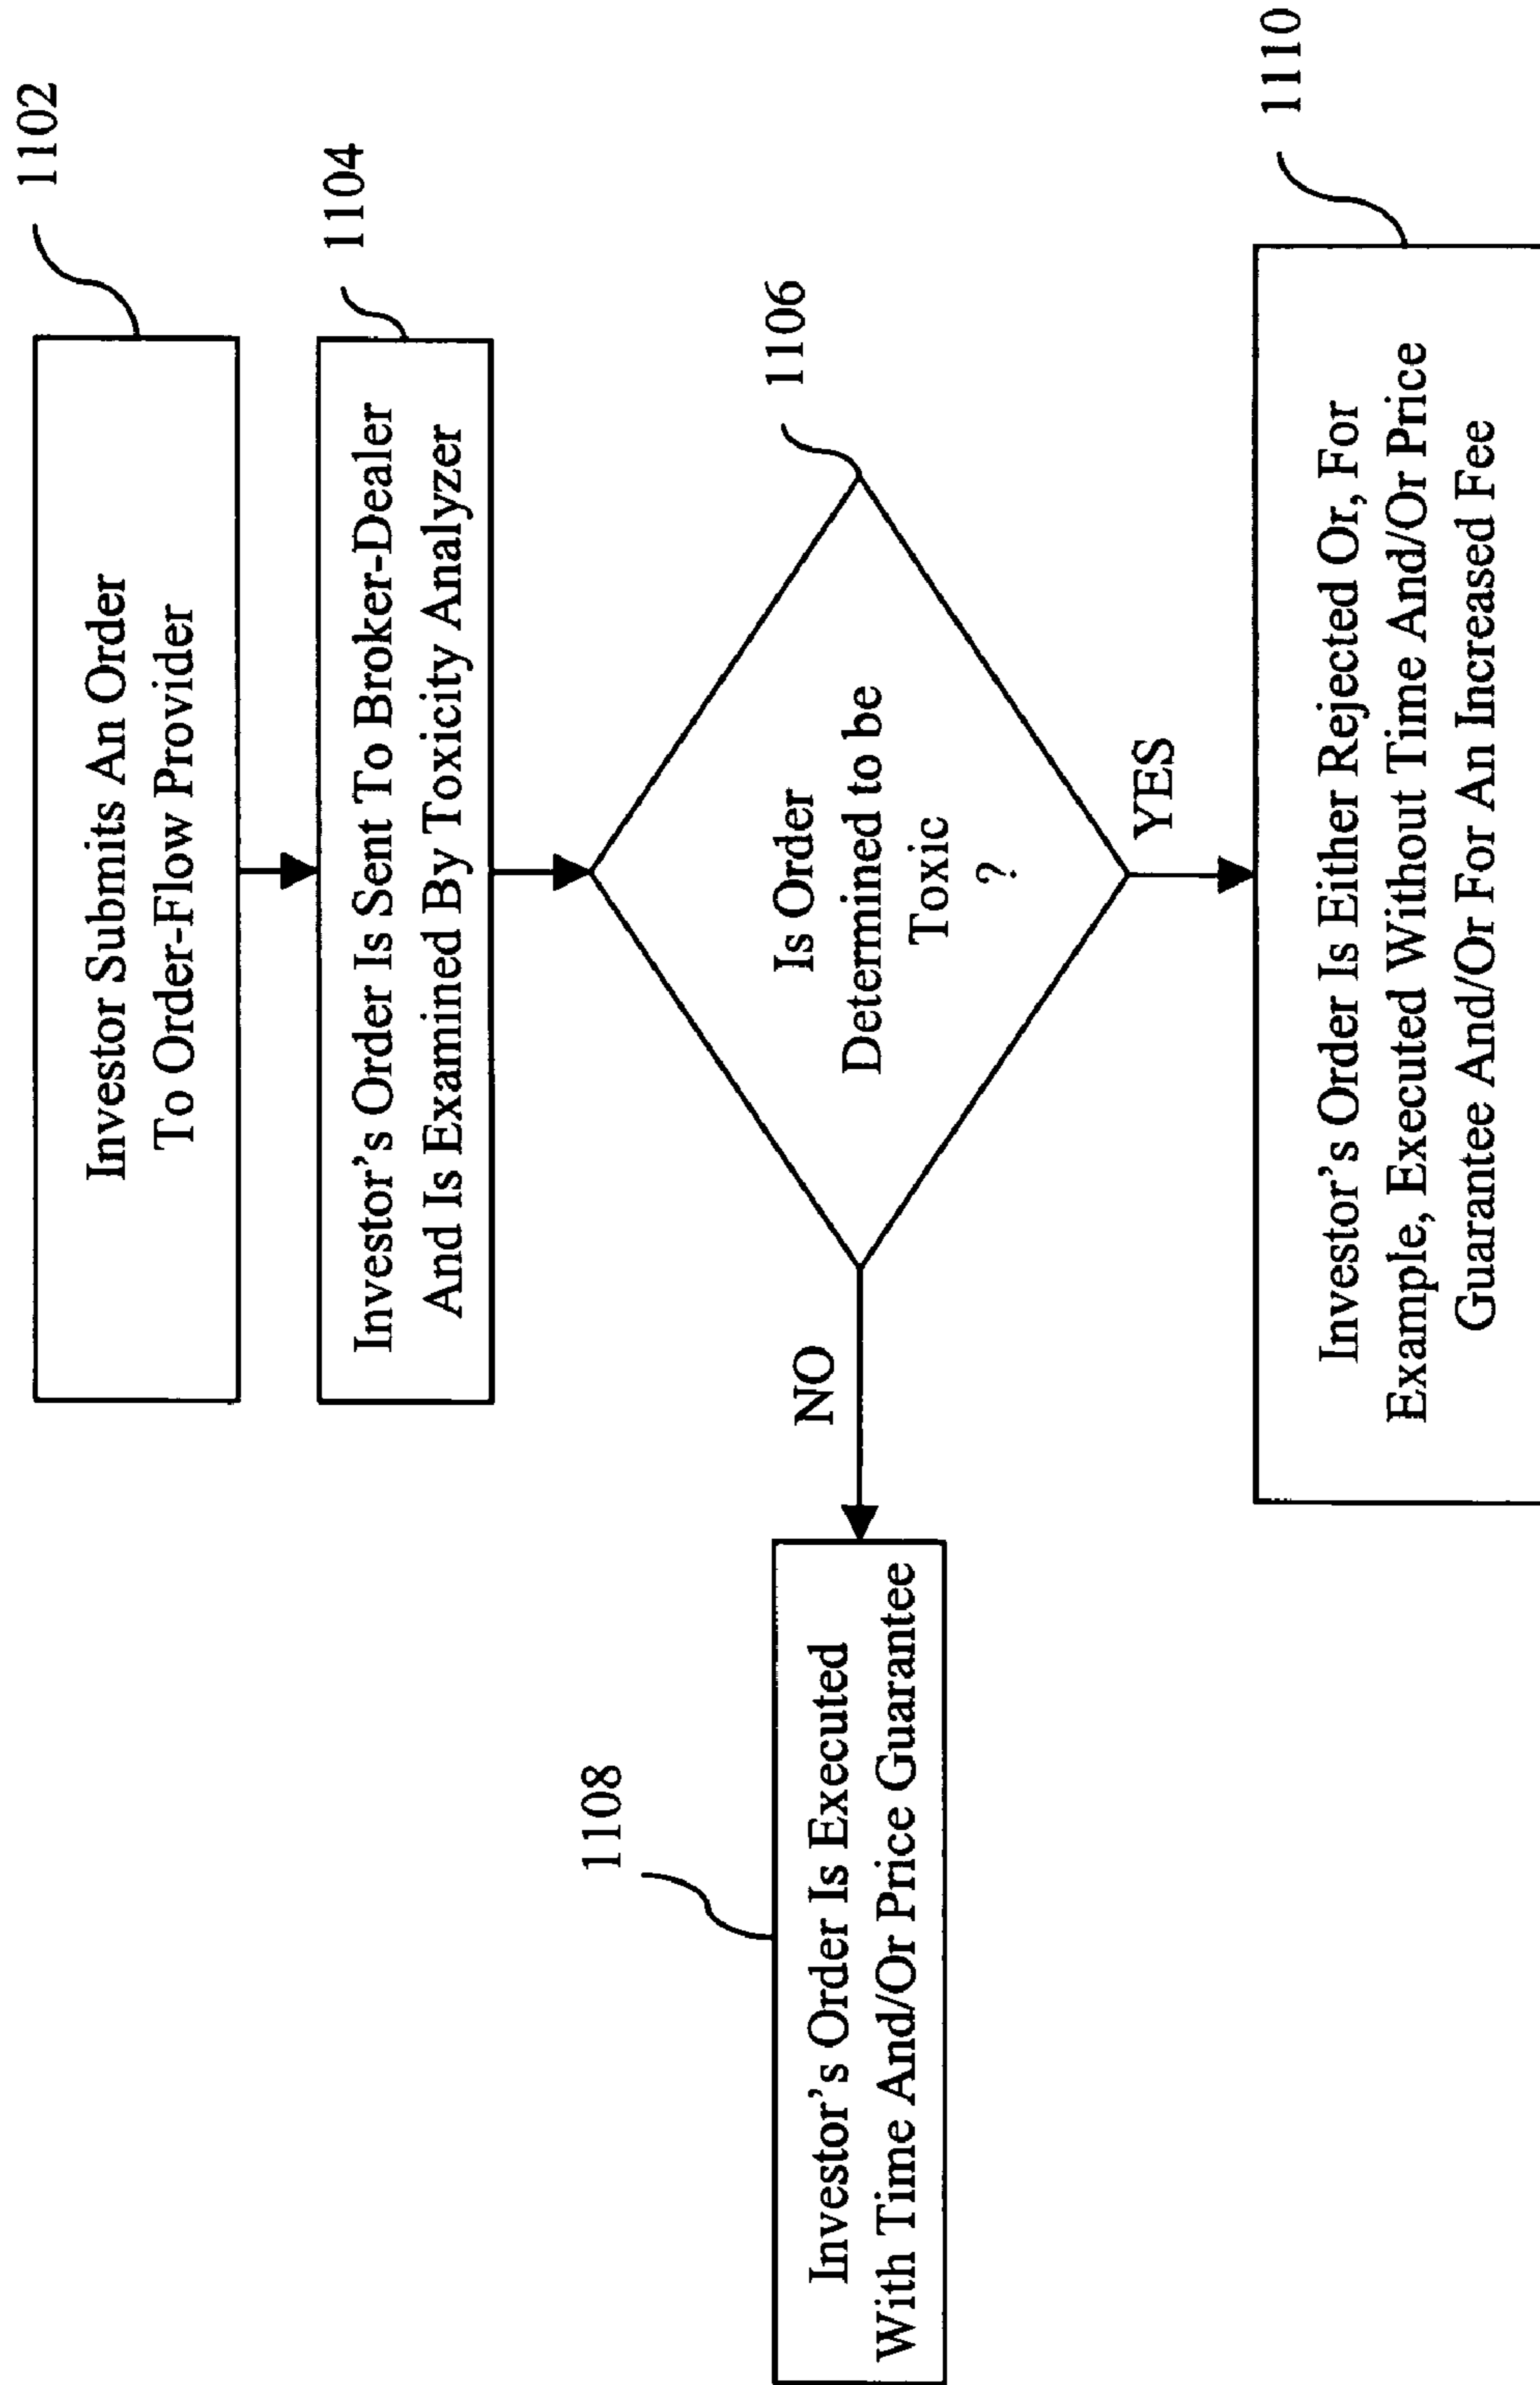 1102
Investor Submits An Order
To Order-Flow Provider
1104
Investor's Order Is Sent To Broker-Dealer
And Is Examined By Toxicity Analyzer
1106
Is Order
Determined to be
Toxic
?
NO
YES
1108
Investor's Order Is Executed
With Time And/Or Price Guarantee
1110
Investor's Order Is Either Rejected Or, For
Example, Executed Without Time And/Or Price
Guarantee And/Or For An Increased Fee